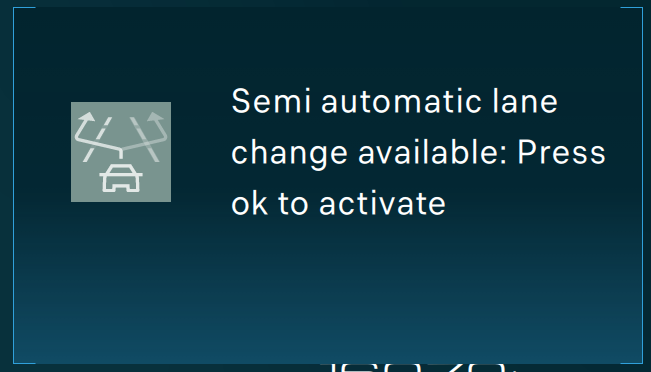 Semi automatic lane
change available: Press
ok to activate